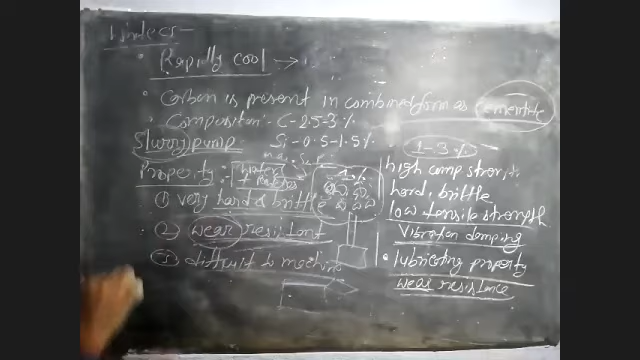 Rapidly cool →
• Carbon is present in combined form as cementite
• Compositon:- C-2.5-3%
Si-0.5-1.5%
Slurry pump.
Property:-
① very hard & brittle
② wear resistant
③ difficult to machine
1-3%
high comp strength
hard, brittle
low tensile strength
vibration damping
• lubricating property
wear resistance